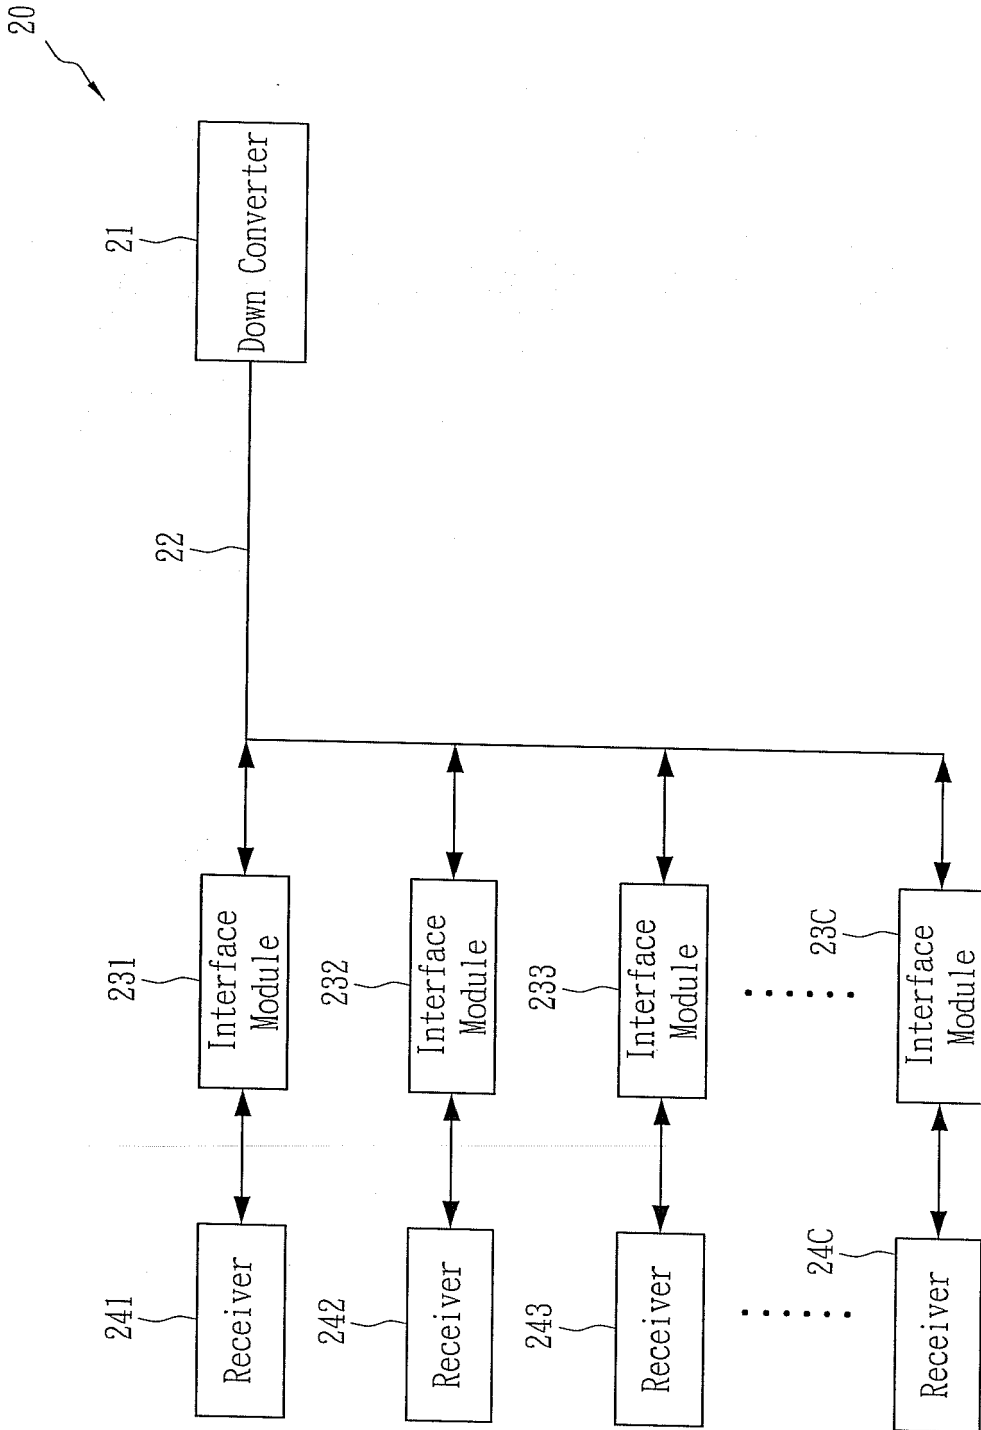 20
21
Down Converter
22
231
Interface
Module
232
Interface
Module
233
Interface
Module
23C
Interface
Module
241
Receiver
242
Receiver
243
Receiver
24C
Receiver